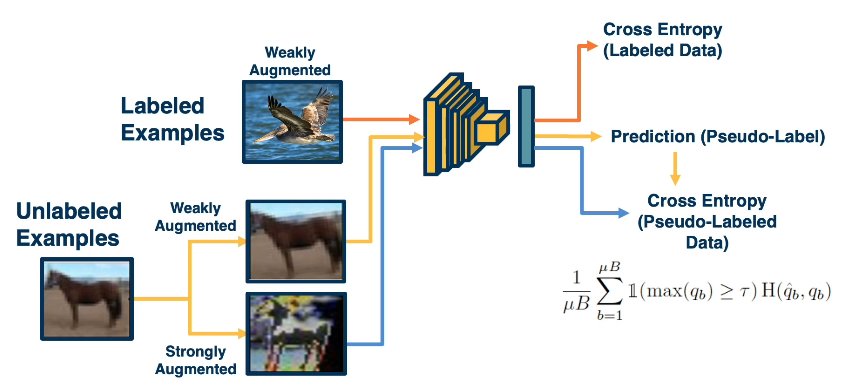 Weakly
Augmented
Labeled
Examples
Cross Entropy
(Labeled Data)
Prediction (Pseudo-Label)
Unlabeled
Examples
Weakly
Augmented
Cross Entropy
(Pseudo-Labeled
Data)
Strongly
Augmented
\frac{1}{\mu B} \sum_{b=1}^{\mu B} \mathbb{1}(\max(q_b) \geq \tau) \, \mathrm{H}(\hat{q}_b, q_b)